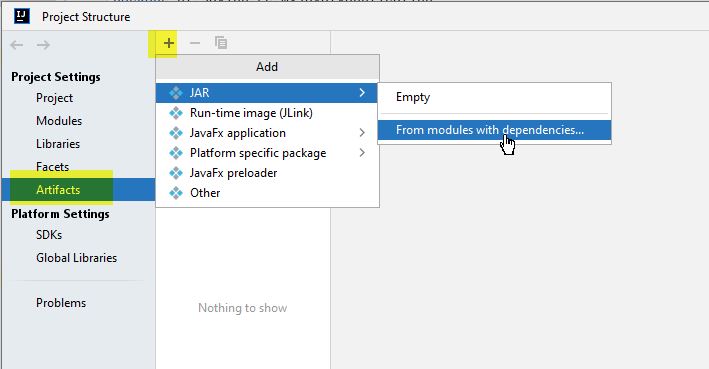 IJ
Project Structure
Project Settings
Project
Modules
Libraries
Facets
Artifacts
Platform Settings
SDKs
Global Libraries
Problems
Add
JAR
Run-time image (JLink)
JavaFx application
Platform specific package
JavaFx preloader
Other
Empty
From modules with dependencies...
Nothing to show